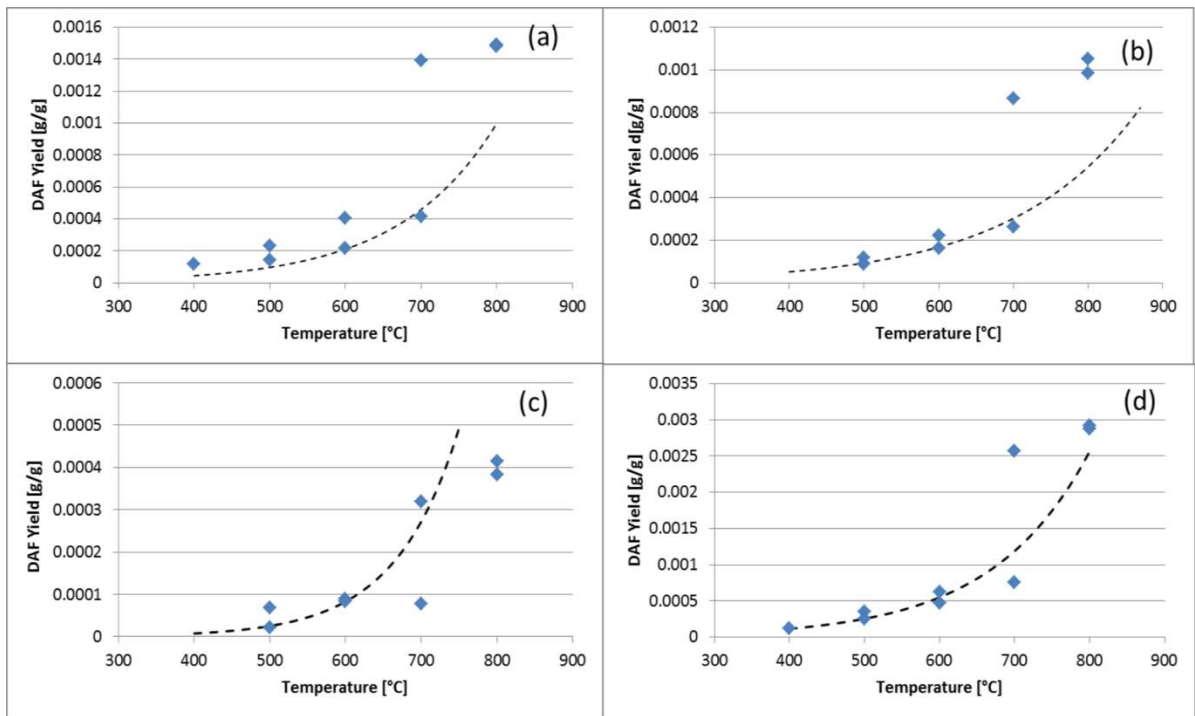 (a)
DAF Yield [g/g]
0.0016
0.0014
0.0012
0.001
0.0008
0.0006
0.0004
0.0002
0
300 400 500 600 700 800 900
Temperature [°C]
(b)
DAF Yiel d[g/g]
0.0012
0.001
0.0008
0.0006
0.0004
0.0002
0
300 400 500 600 700 800 900
Temperature [°C]
(c)
DAF Yield [g/g]
0.0006
0.0005
0.0004
0.0003
0.0002
0.0001
0
300 400 500 600 700 800 900
Temperature [°C]
(d)
DAF Yield [g/g]
0.0035
0.003
0.0025
0.002
0.0015
0.001
0.0005
0
300 400 500 600 700 800 900
Temperature [°C]